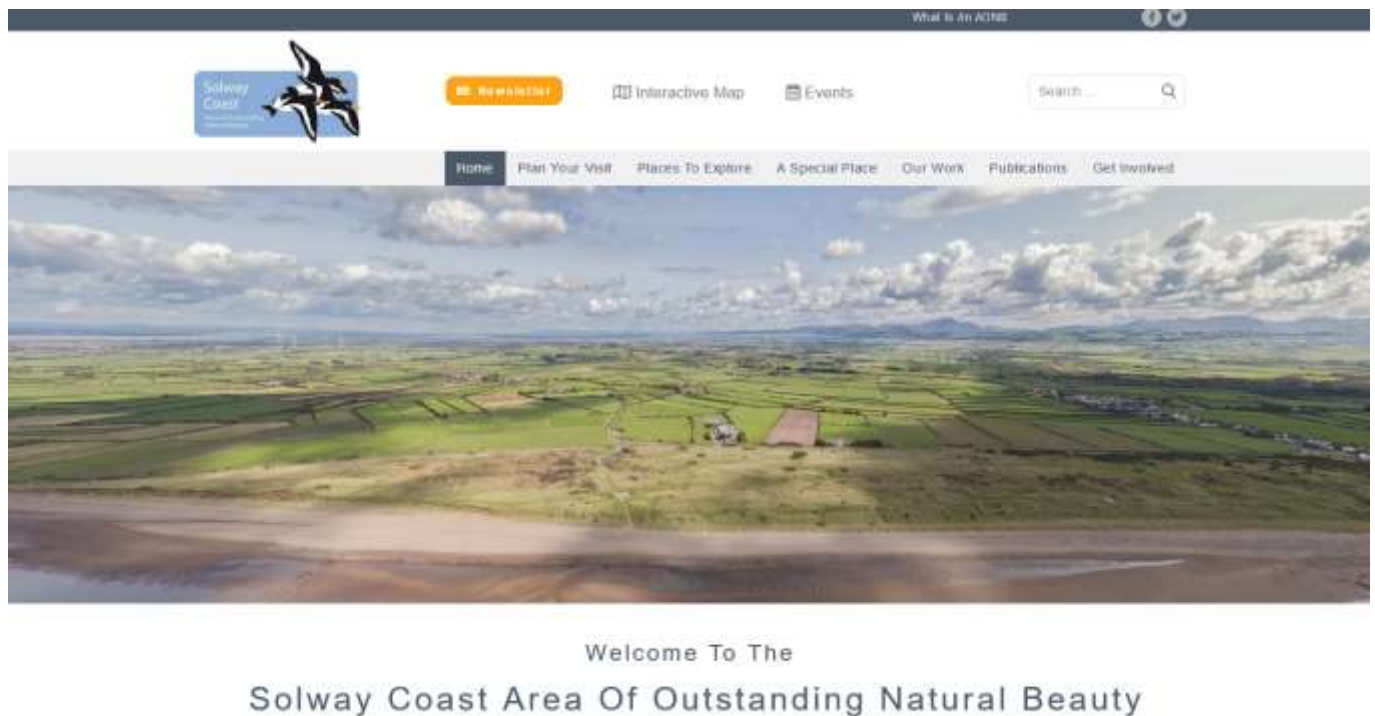 What Is An AONB
Solway
Coast
Newsletter
Interactive Map
Events
Search ...
Home
Plan Your Visit
Places To Explore
A Special Place
Our Work
Publications
Get Involved
Welcome To The
Solway Coast Area Of Outstanding Natural Beauty